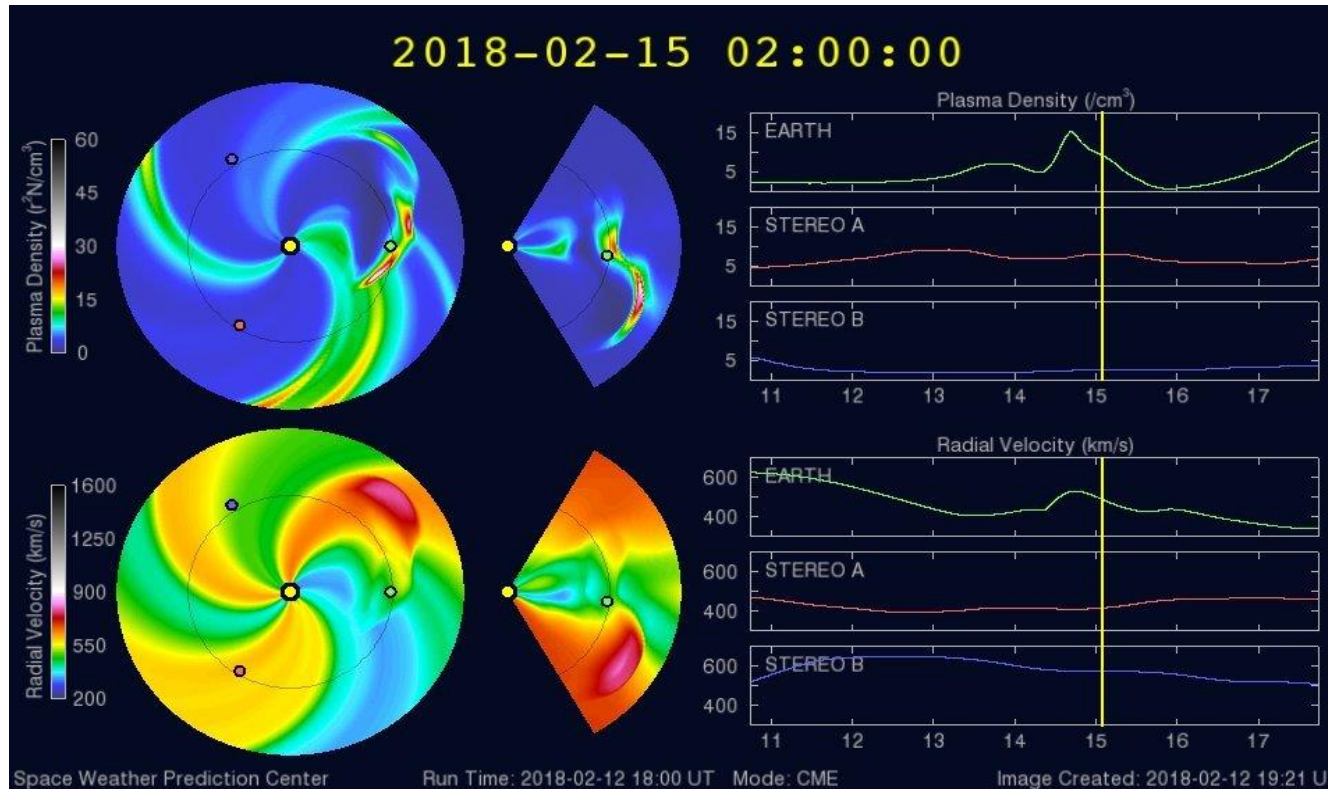 2018-02-15 02:00:00
Plasma Density (r²N/cm³)
60
45
30
15
0
Plasma Density (/cm³)
EARTH
15
5
STEREO A
15
5
STEREO B
15
5
11 12 13 14 15 16 17
Radial Velocity (km/s)
1600
1250
900
550
200
Radial Velocity (km/s)
EARTH
600
400
STEREO A
600
400
STEREO B
600
400
11 12 13 14 15 16 17
Space Weather Prediction Center Run Time: 2018-02-12 18:00 UT Mode: CME Image Created: 2018-02-12 19:21 U